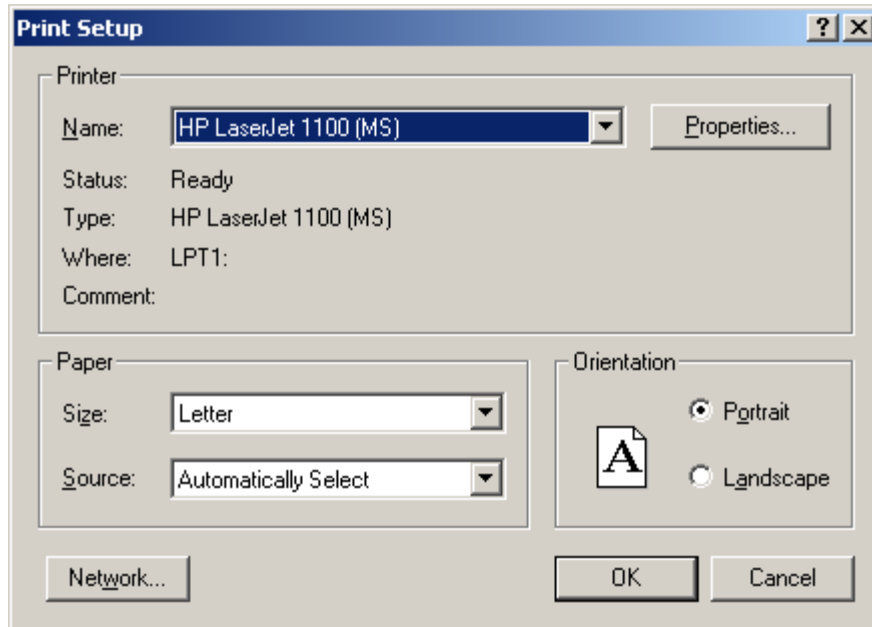 Print Setup
Printer
Name: HP LaserJet 1100 (MS) Properties...
Status: Ready
Type: HP LaserJet 1100 (MS)
Where: LPT1:
Comment:
Paper Orientation
Size: Letter Portrait
A
Source: Automatically Select Landscape
Network... OK Cancel